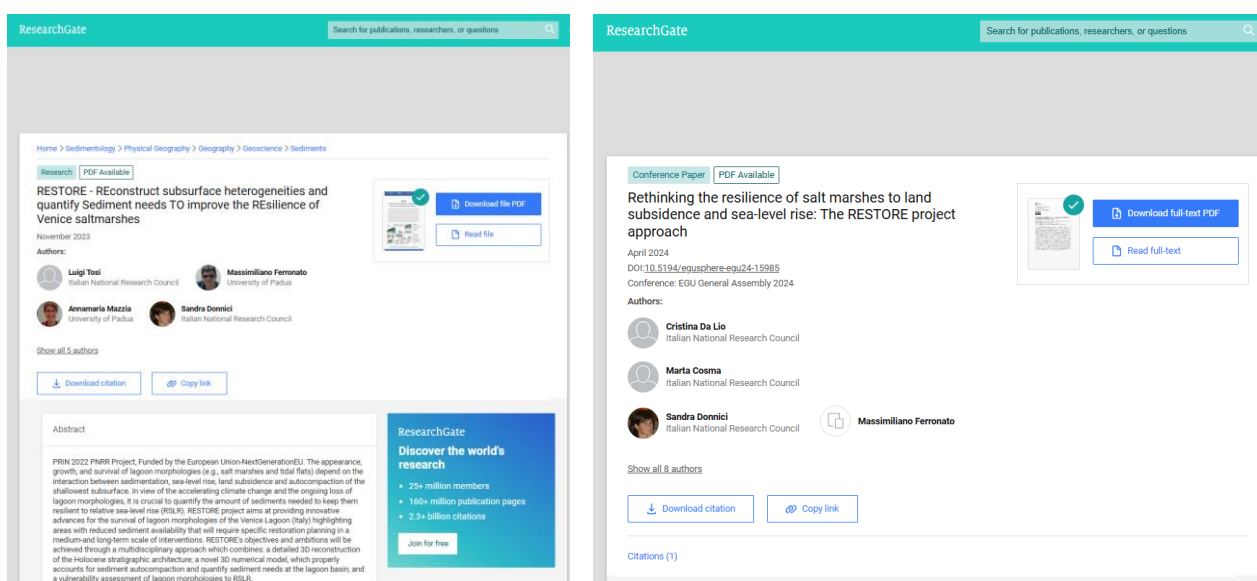 ResearchGate
Search for publications, researchers, or questions
Home > Sedimentology > Physical Geography > Geography > Geoscience > Sediments
Research
PDF Available
RESTORE - REconstruct subsurface heterogeneities and
quantify Sediment needs TO improve the REsilience of
Venice saltmarshes
November 2023
Authors:
Luigi Tosi
Italian National Research Council
Massimiliano Ferronato
University of Padua
Annamaria Mazzia
University of Padua
Sandra Donnici
Italian National Research Council
Show all 5 authors
Download citation
Copy link
Download file PDF
Read file
Abstract
PRIN 2022 PNRR Project, Funded by the European Union-NextGenerationEU. The appearance,
growth, and survival of lagoon morphologies (e.g., salt marshes and tidal flats) depend on the
interaction between sedimentation, sea-level rise, land subsidence and autocompaction of the
shallowest subsurface. In view of the accelerating climate change and the ongoing loss of
lagoon morphologies, it is crucial to quantify the amount of sediments needed to keep them
resilient to relative sea-level rise (RSLR). RESTORE project aims at providing innovative
advances for the survival of lagoon morphologies of the Venice Lagoon (Italy) highlighting
areas with reduced sediment availability that will require specific restoration planning in a
medium-and long-term scale of interventions. RESTORE's objectives and ambitions will be
achieved through a multidisciplinary approach which combines: a detailed 3D reconstruction
of the Holocene stratigraphic architecture; a novel 3D numerical model, which properly
accounts for sediment autocompaction and quantify sediment needs at the lagoon basin; and
a vulnerability assessment of lagoon morphologies to RSLR.
ResearchGate
Discover the world's
research
• 25+ million members
• 160+ million publication pages
• 2.3+ billion citations
Join for free
ResearchGate
Search for publications, researchers, or questions
Conference Paper
PDF Available
Rethinking the resilience of salt marshes to land
subsidence and sea-level rise: The RESTORE project
approach
April 2024
DOI:10.5194/egusphere-egu24-15985
Conference: EGU General Assembly 2024
Authors:
Cristina Da Lio
Italian National Research Council
Marta Cosma
Italian National Research Council
Sandra Donnici
Italian National Research Council
Massimiliano Ferronato
Show all 8 authors
Download citation
Copy link
Citations (1)
Download full-text PDF
Read full-text